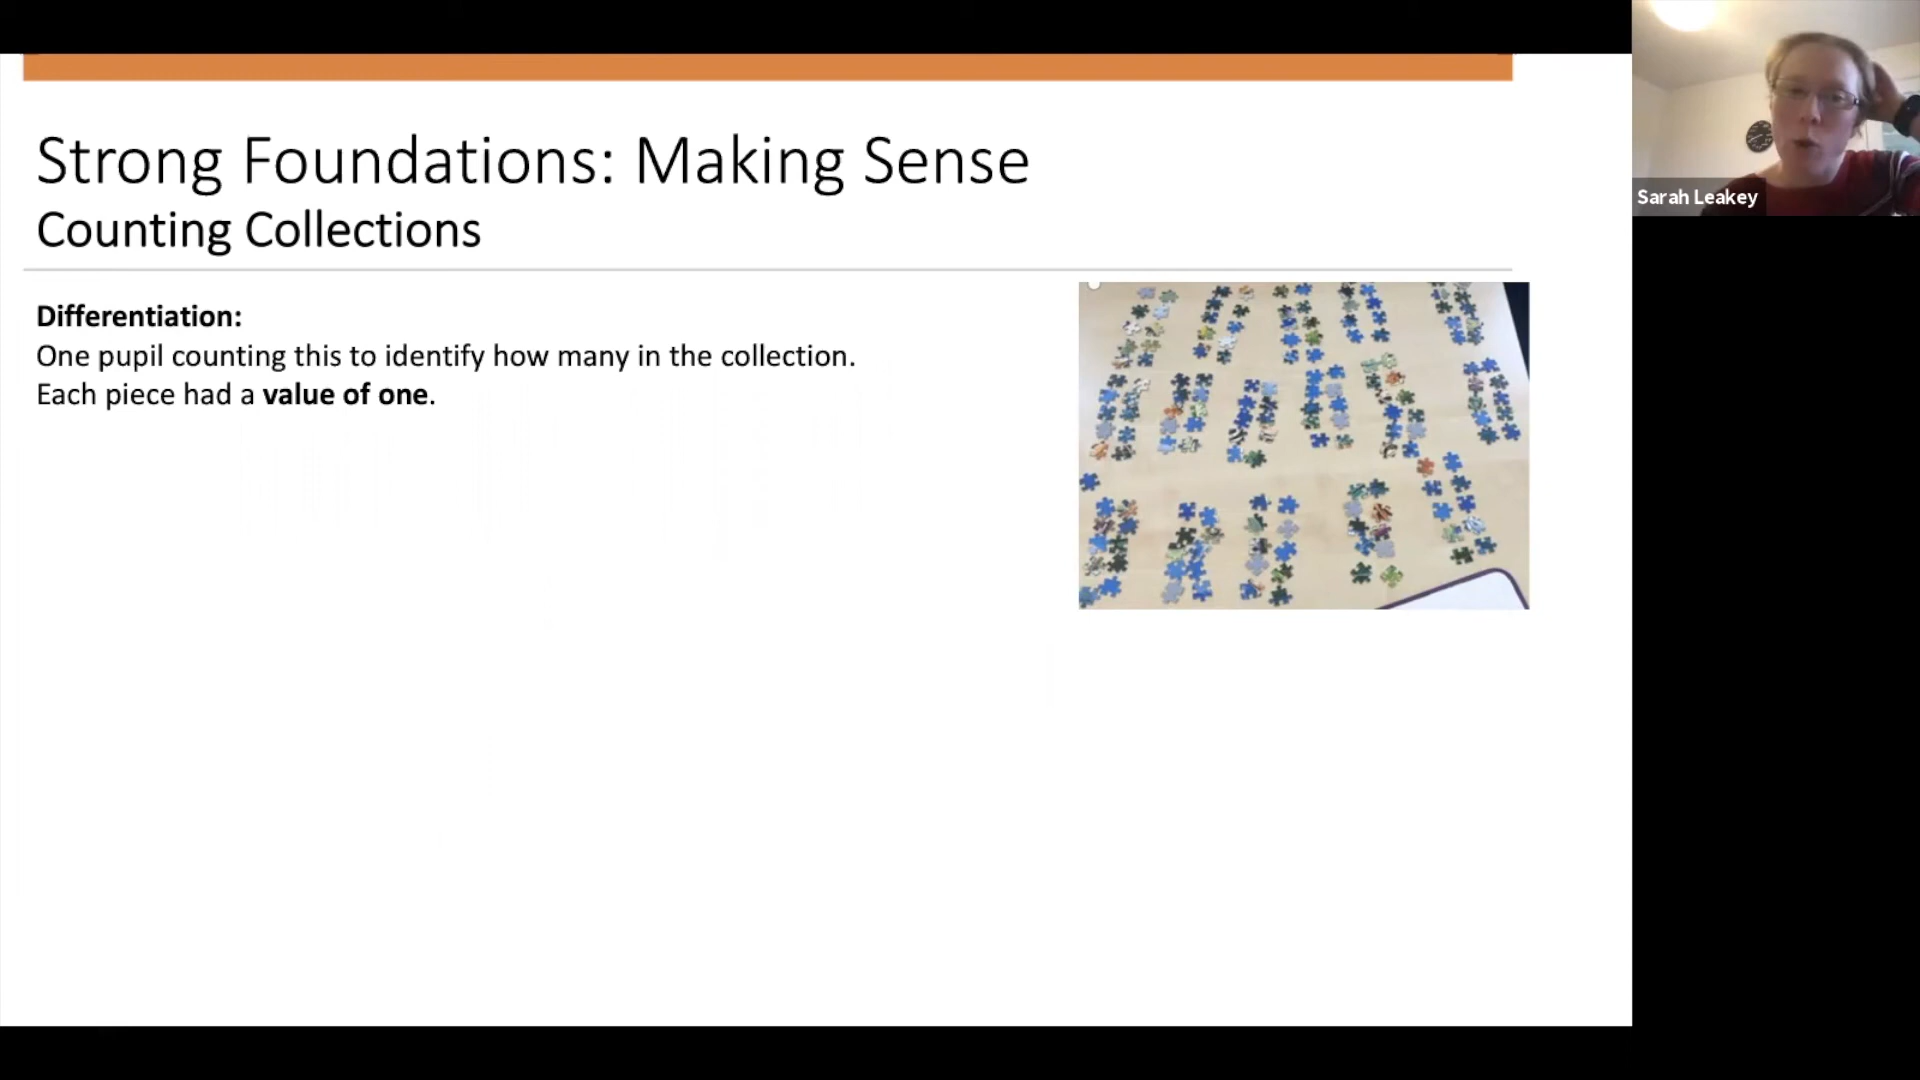 Strong Foundations: Making Sense
Counting Collections
Differentiation:
One pupil counting this to identify how many in the collection.
Each piece had a value of one.
Sarah Leakey